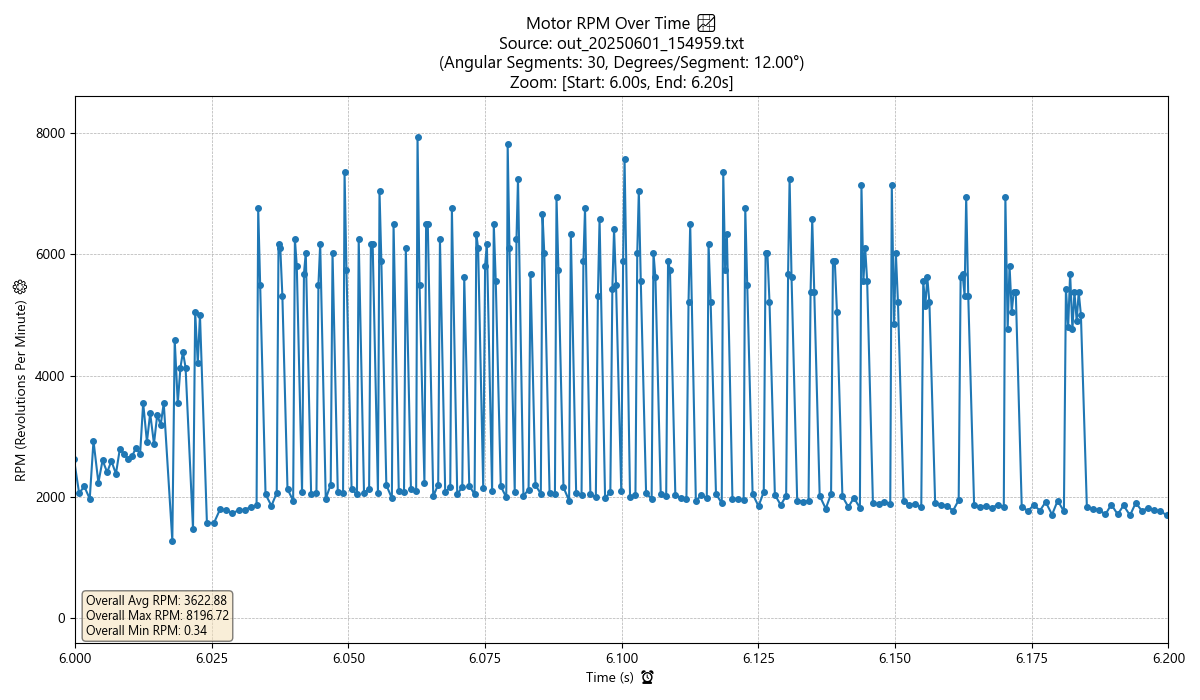 Motor RPM Over Time 📈
Source: out_20250601_154959.txt
(Angular Segments: 30, Degrees/Segment: 12.00°)
Zoom: [Start: 6.00s, End: 6.20s]
RPM (Revolutions Per Minute) ⚙
8000
6000
4000
2000
0
Overall Avg RPM: 3622.88
Overall Max RPM: 8196.72
Overall Min RPM: 0.34
6.000
6.025
6.050
6.075
6.100
6.125
6.150
6.175
6.200
Time (s) ⏰